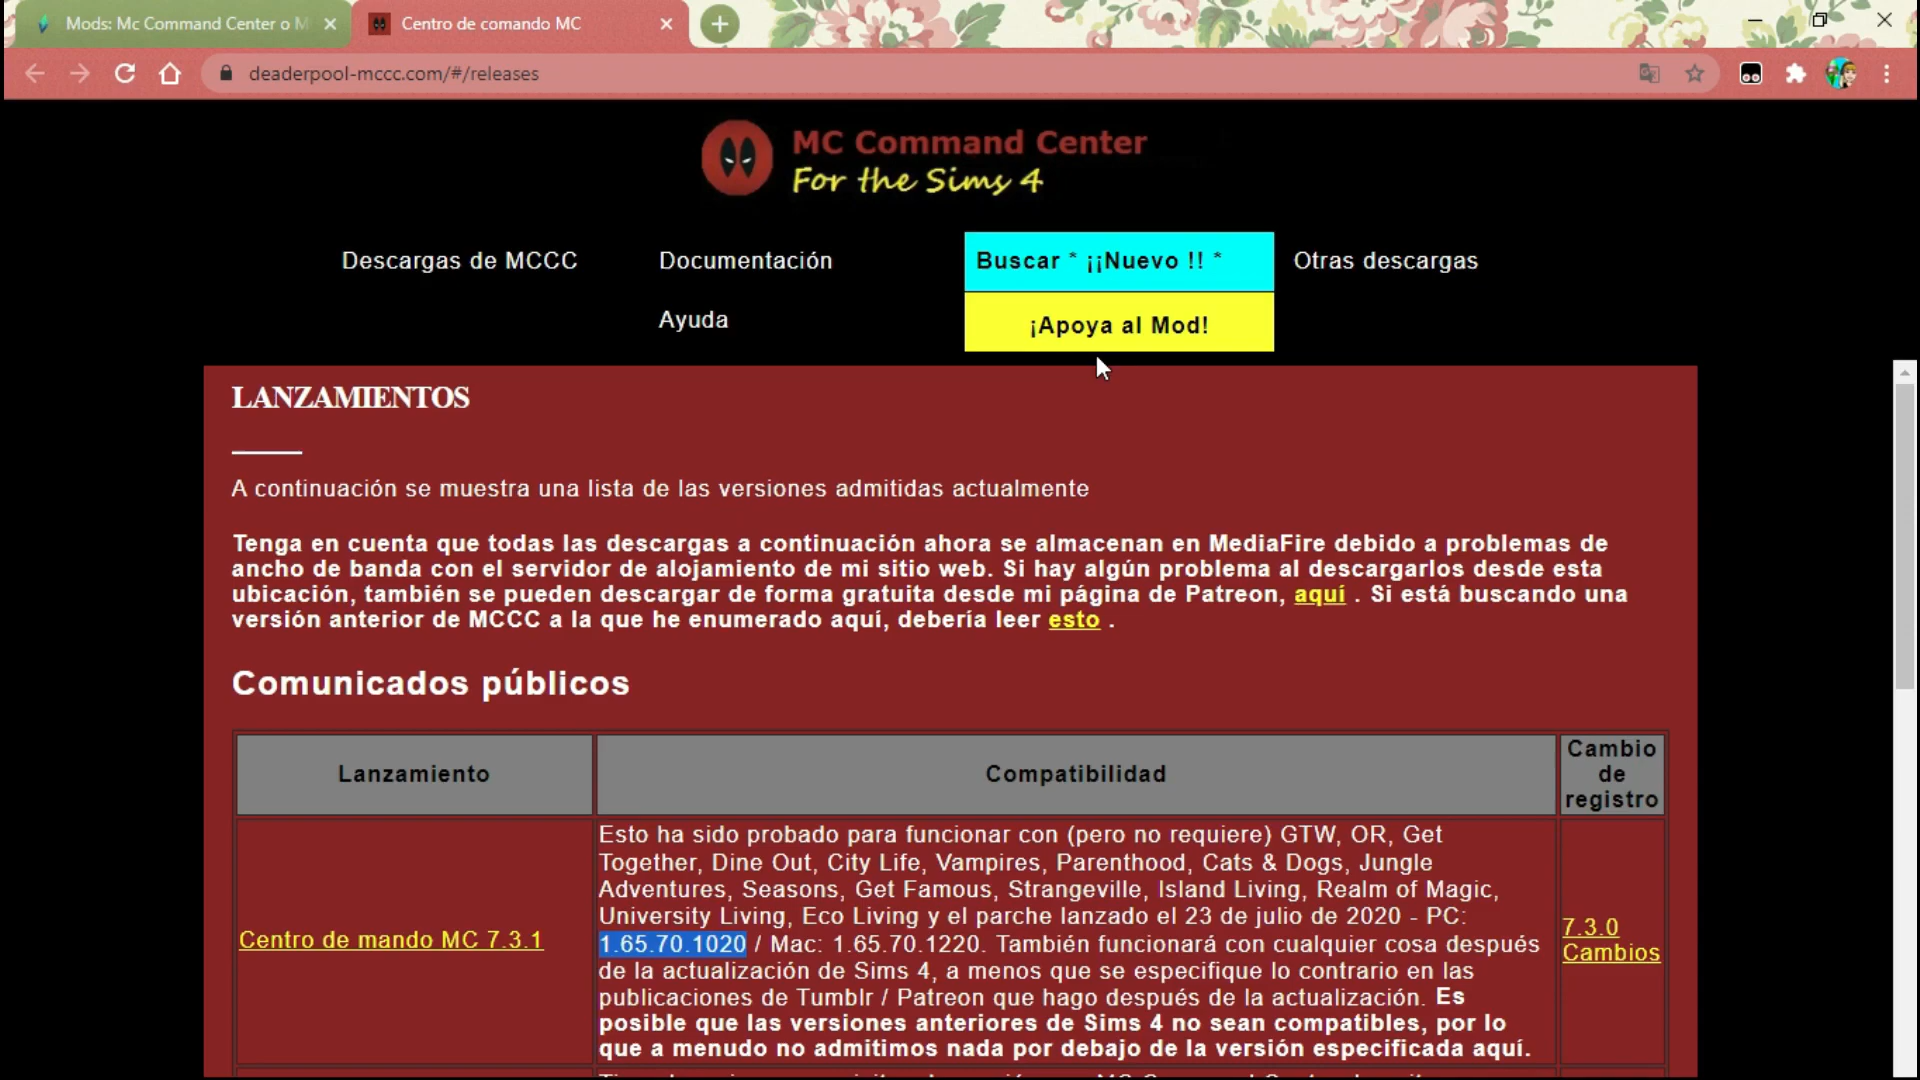 Mods: Mc Command Center o M
Centro de comando MC
deaderpool-mccc.com/#/releases
MC Command Center
For the Sims 4
Descargas de MCCC
Documentación
Buscar * ¡¡Nuevo !! *
Otras descargas
Ayuda
¡Apoya al Mod!
LANZAMIENTOS
A continuación se muestra una lista de las versiones admitidas actualmente
Tenga en cuenta que todas las descargas a continuación ahora se almacenan en MediaFire debido a problemas de
ancho de banda con el servidor de alojamiento de mi sitio web. Si hay algún problema al descargarlos desde esta
ubicación, también se pueden descargar de forma gratuita desde mi página de Patreon, aquí . Si está buscando una
versión anterior de MCCC a la que he enumerado aquí, debería leer esto .
Comunicados públicos
Lanzamiento
Compatibilidad
Cambio
de
registro
Centro de mando MC 7.3.1
Esto ha sido probado para funcionar con (pero no requiere) GTW, OR, Get
Together, Dine Out, City Life, Vampires, Parenthood, Cats & Dogs, Jungle
Adventures, Seasons, Get Famous, Strangeville, Island Living, Realm of Magic,
University Living, Eco Living y el parche lanzado el 23 de julio de 2020 - PC:
1.65.70.1020 / Mac: 1.65.70.1220. También funcionará con cualquier cosa después
de la actualización de Sims 4, a menos que se especifique lo contrario en las
publicaciones de Tumblr / Patreon que hago después de la actualización. Es
posible que las versiones anteriores de Sims 4 no sean compatibles, por lo
que a menudo no admitimos nada por debajo de la versión especificada aquí.
7.3.0
Cambios